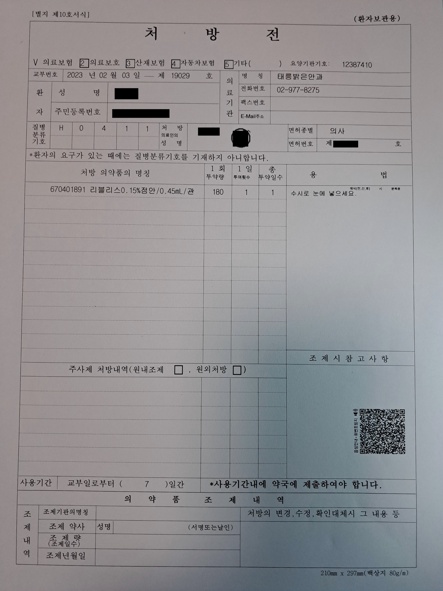 [별지 제10호서식]
(환자보관용)
처 방 전
V 의료보험 2 의료보호 3 산재보험 4 자동차보험 5 기타( ) 요양기관기호: 12387410
교부번호 2023 년 02 월 03 일 — 제 19029 호
의료기관
명 칭 태릉밝은안과
전화번호 02-977-8275
팩스번호
E-Mail주소
환자
성 명
주민등록번호
질병분류기호 H 0 4 1 1
처 방 의료인의 성 명
면허종별 의사
면허번호 제 호
*환자의 요구가 있는 때에는 질병분류기호를 기재하지 아니합니다.
처방 의약품의 명칭 1 회 투약량 1 일 투여횟수 총 투약일수 용 법
670401891 리블리스0.15%점안/0.45mL/관 180 1 1 수시로 눈에 넣으세요.
조 제 시 참 고 사 항
주사제 처방내역(원내조제 , 원외처방 )
사용기간 교부일로부터 ( 7 )일간 *사용기간내에 약국에 제출하여야 합니다.
의 약 품 조 제 내 역
조제내역
조제기관의명칭
처방의 변경,수정,확인대체시 그 내용 등
조제 약사 성명 (서명또는날인)
조 제 량
(조제일수)
조제년월일
210mm x 297mm(백상지 80g/m)